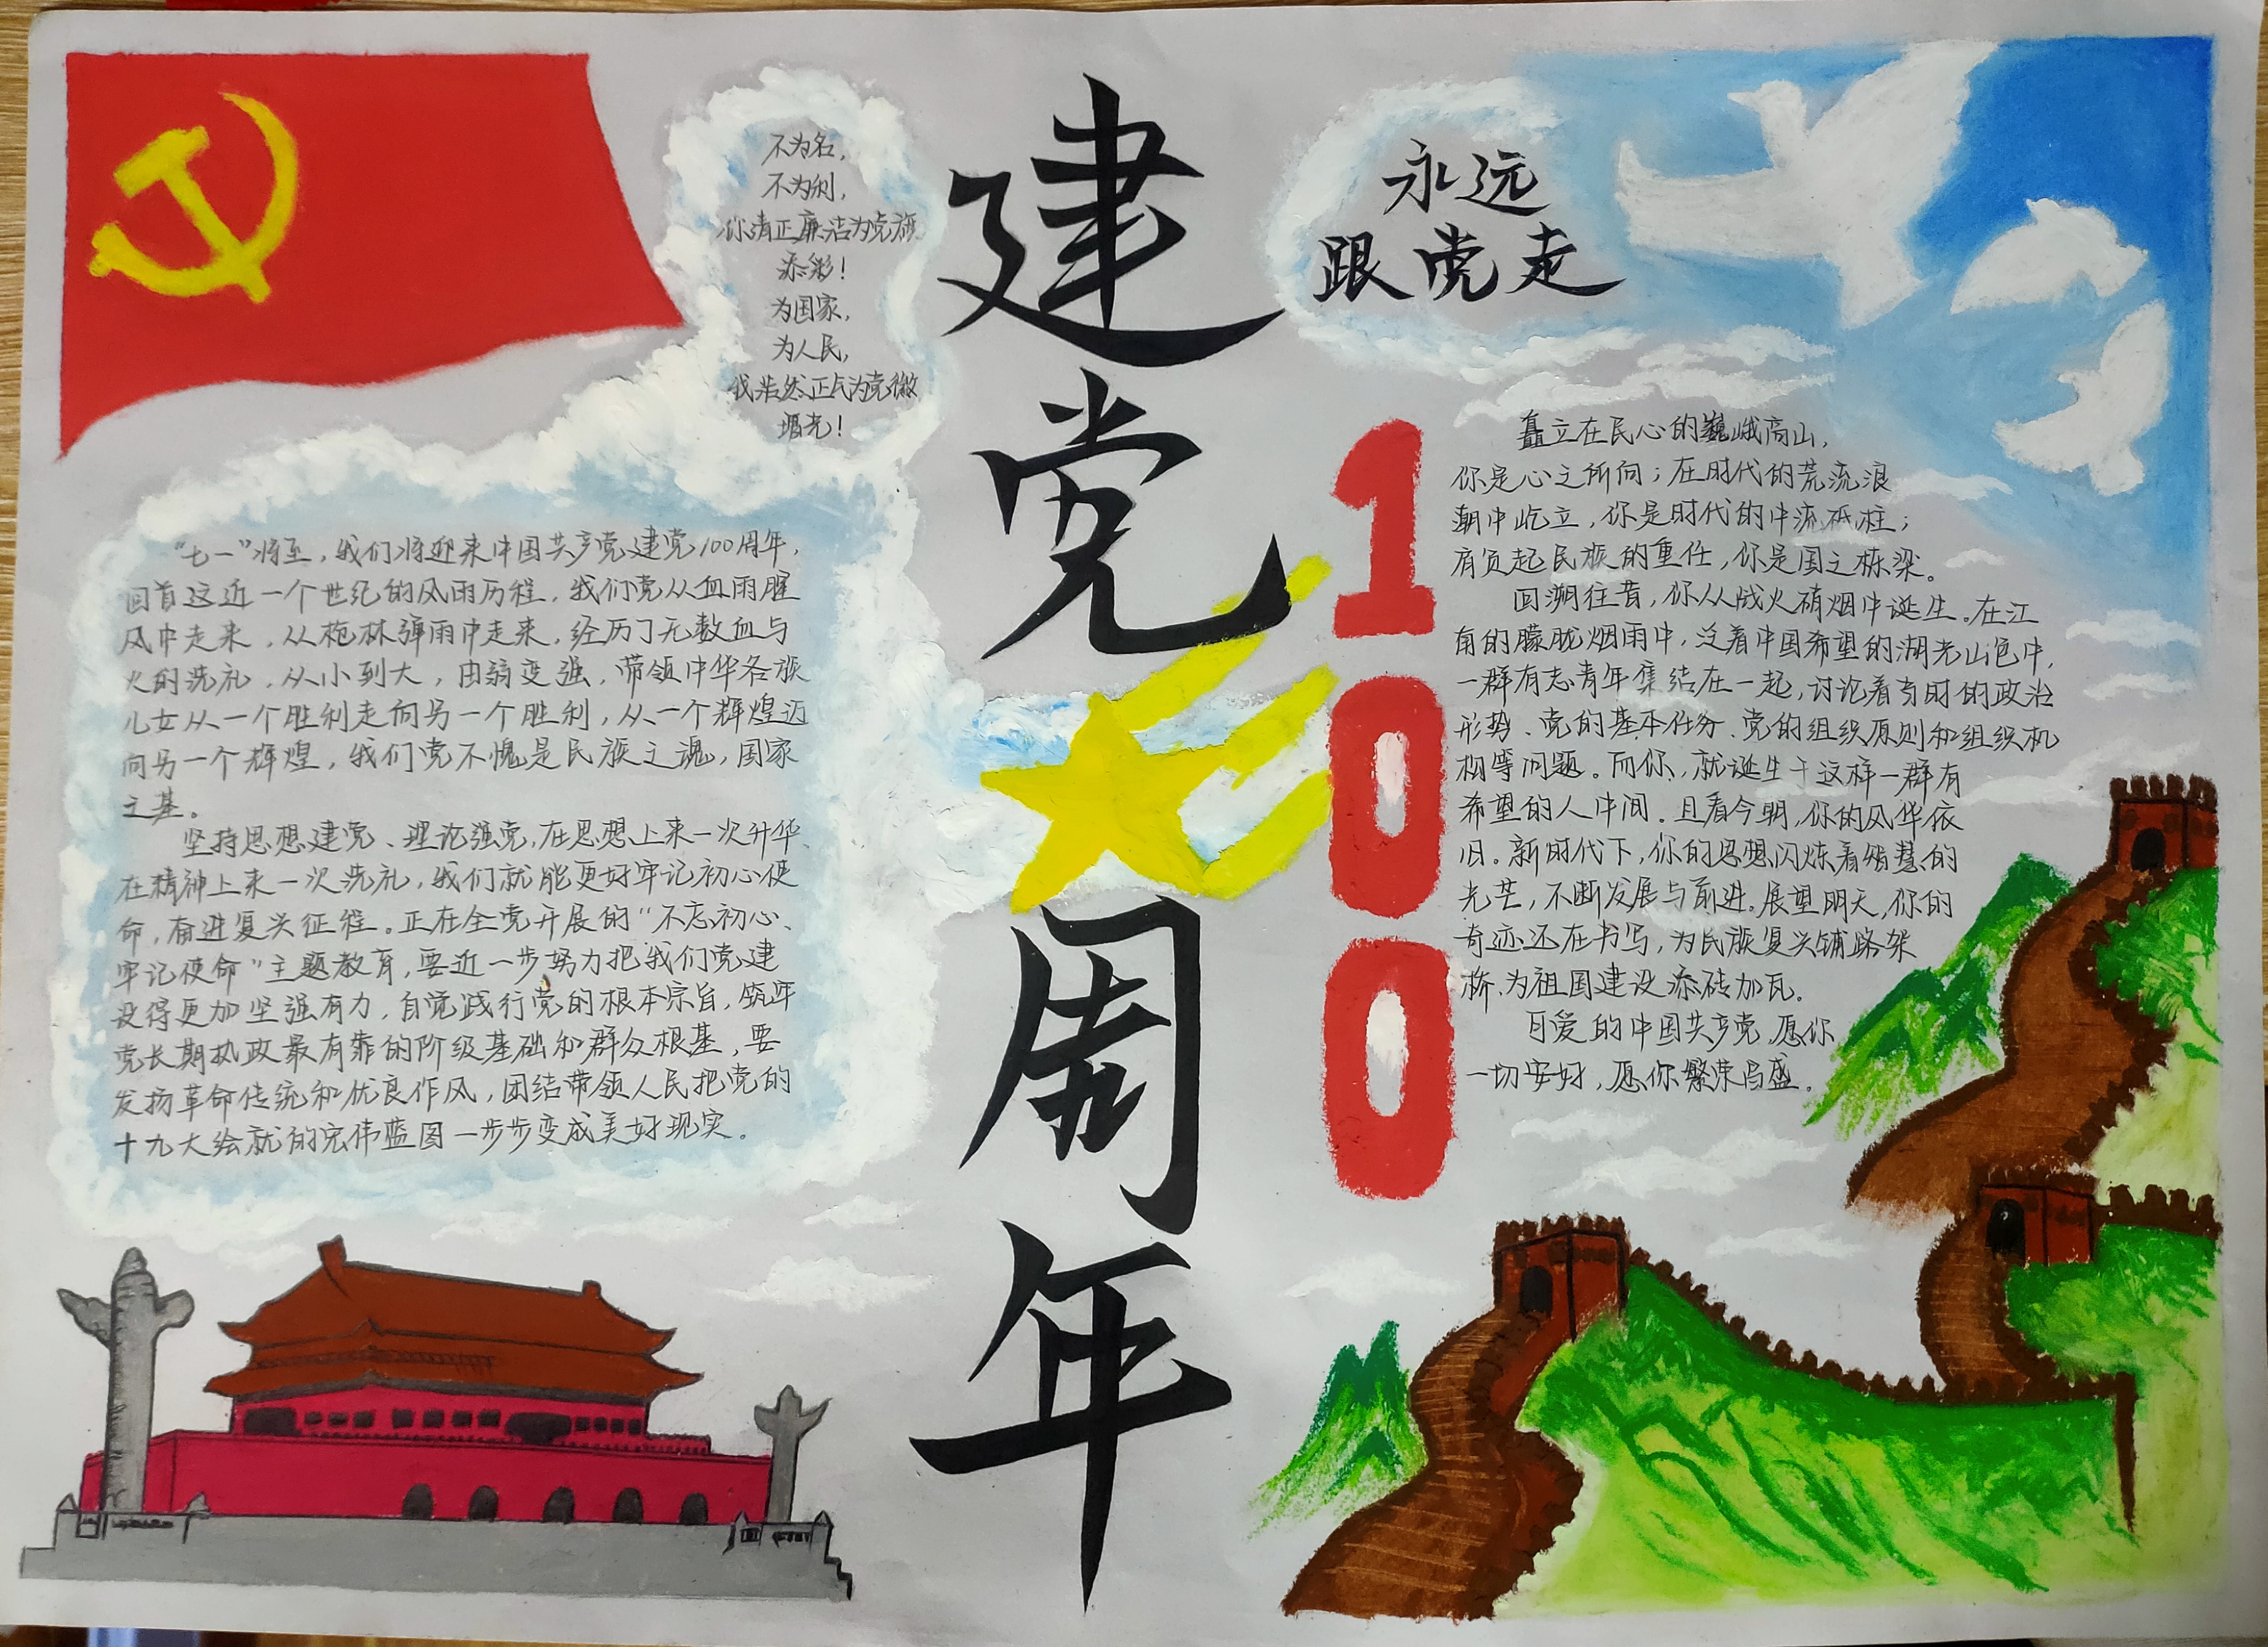 建党
100
周年
永远
跟党走
不为名，
不为利，
你清正廉洁为党旗
添彩！
为国家，
为人民，
我浩然正气为党徽
增光！
“七一”将至，我们将迎来中国共产党建党100周年，
回首这近一个世纪的风雨历程，我们党从血雨腥
风中走来，从枪林弹雨中走来，经历了无数血与
火的洗礼，从小到大，由弱变强，带领中华各族
儿女从一个胜利走向另一个胜利，从一个辉煌迈
向另一个辉煌，我们党不愧是民族之魂，国家
之基。
坚持思想建党、理论强党，在思想上来一次升华、
在精神上来一次洗礼，我们就能更好牢记初心使
命，奋进复兴征程。正在全党开展的“不忘初心、
牢记使命”主题教育，要近一步努力把我们党建
设得更加坚强有力，自觉践行党的根本宗旨，筑牢
党长期执政最有靠的阶级基础和群众根基，要
发扬革命传统和优良作风，团结带领人民把党的
十九大绘就的宏伟蓝图一步步变成美好现实。
矗立在民心的巍峨高山，
你是心之所向；在时代的荒流浪
潮中屹立，你是时代的中流砥柱；
肩负起民族的重任，你是国之栋梁。
回溯往昔，你从战火硝烟中诞生。在江
南的朦胧烟雨中，泛着中国希望的湖光山色中，
一群有志青年集结在一起，讨论着当时的政治
形势、党的基本任务、党的组织原则和组织机
构等问题。而你，就诞生于这样一群有
希望的人中间。且看今朝，你的风华依
旧。新时代下，你的思想闪烁着智慧的
光芒，不断发展与前进。展望明天，你的
奇迹还在书写，为民族复兴铺路架
桥，为祖国建设添砖加瓦。
可爱的中国共产党，愿你
一切安好，愿你繁荣昌盛。